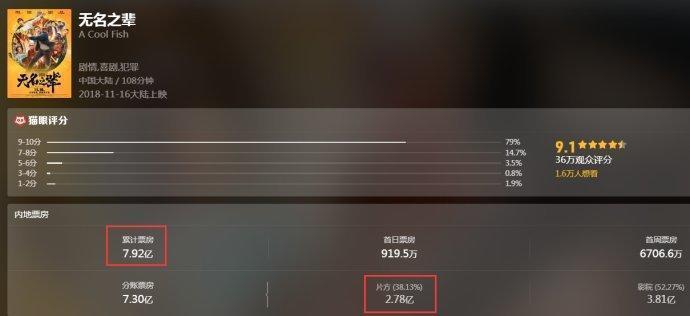 无名之辈
A Cool Fish
剧情,喜剧,犯罪
中国大陆 / 108分钟
2018-11-16大陆上映
无名之辈
猫眼评分
9-10分 79%
7-8分 14.7%
5-6分 3.5%
3-4分 0.8%
1-2分 1.9%
9.1
36万观众评分
1.6万人想看
内地票房
累计票房 首日票房 首周票房
7.92亿 919.5万 6706.6万
分账票房 片方 (38.13%) 影院 (52.27%)
7.30亿 2.78亿 3.81亿